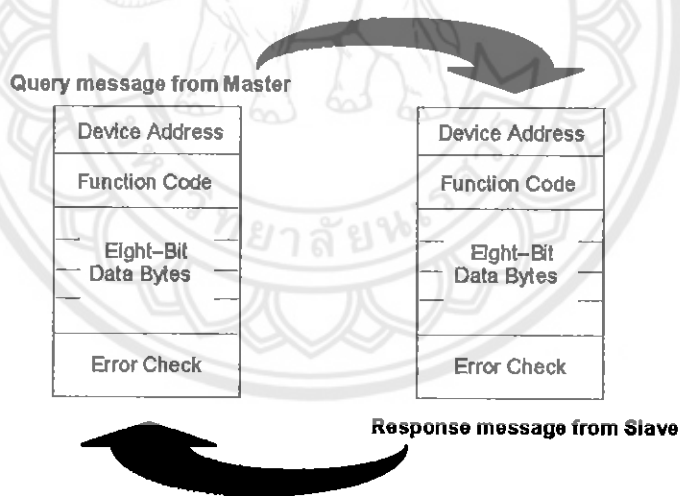 Query message from Master
Device Address
Function Code
Eight–Bit
Data Bytes
Error Check
Device Address
Function Code
Eight–Bit
Data Bytes
Error Check
Response message from Slave